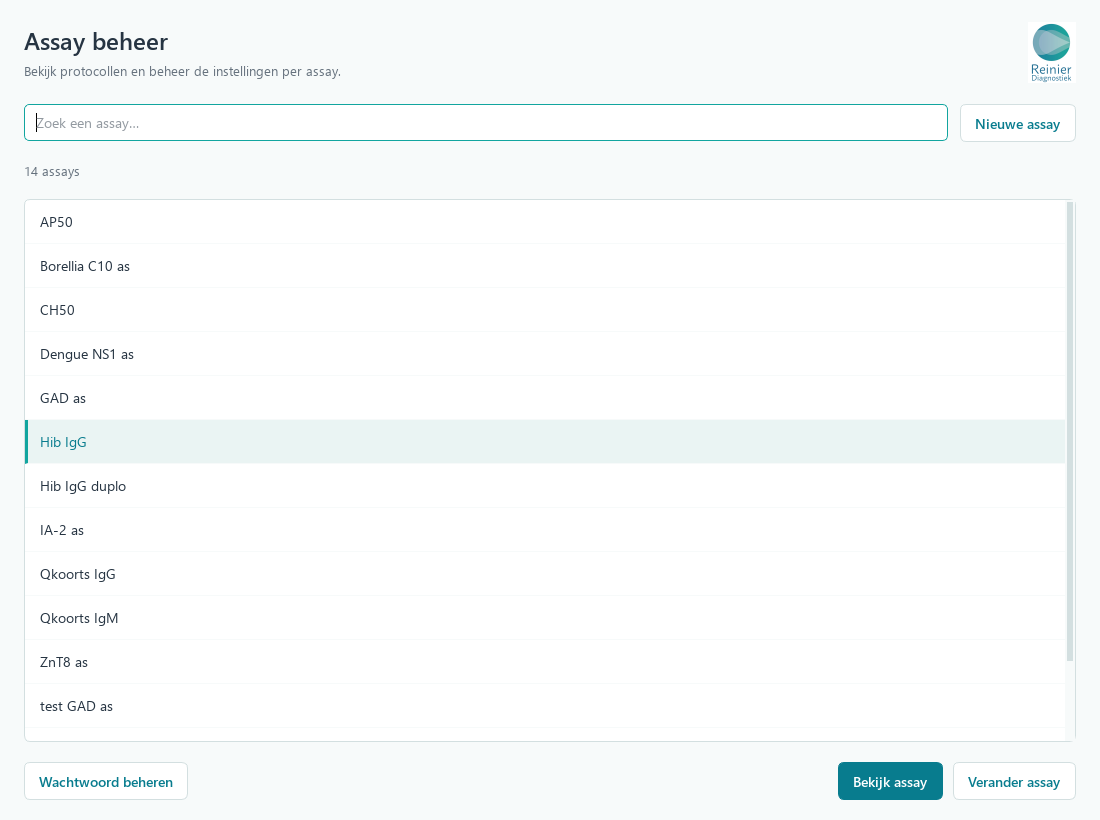 Assay beheer
Bekijk protocollen en beheer de instellingen per assay.
Reinier
Diagnostiek
Zoek een assay...
Nieuwe assay
14 assays
AP50
Borellia C10 as
CH50
Dengue NS1 as
GAD as
Hib IgG
Hib IgG duplo
IA-2 as
Qkoorts IgG
Qkoorts IgM
ZnT8 as
test GAD as
Wachtwoord beheren
Bekijk assay
Verander assay